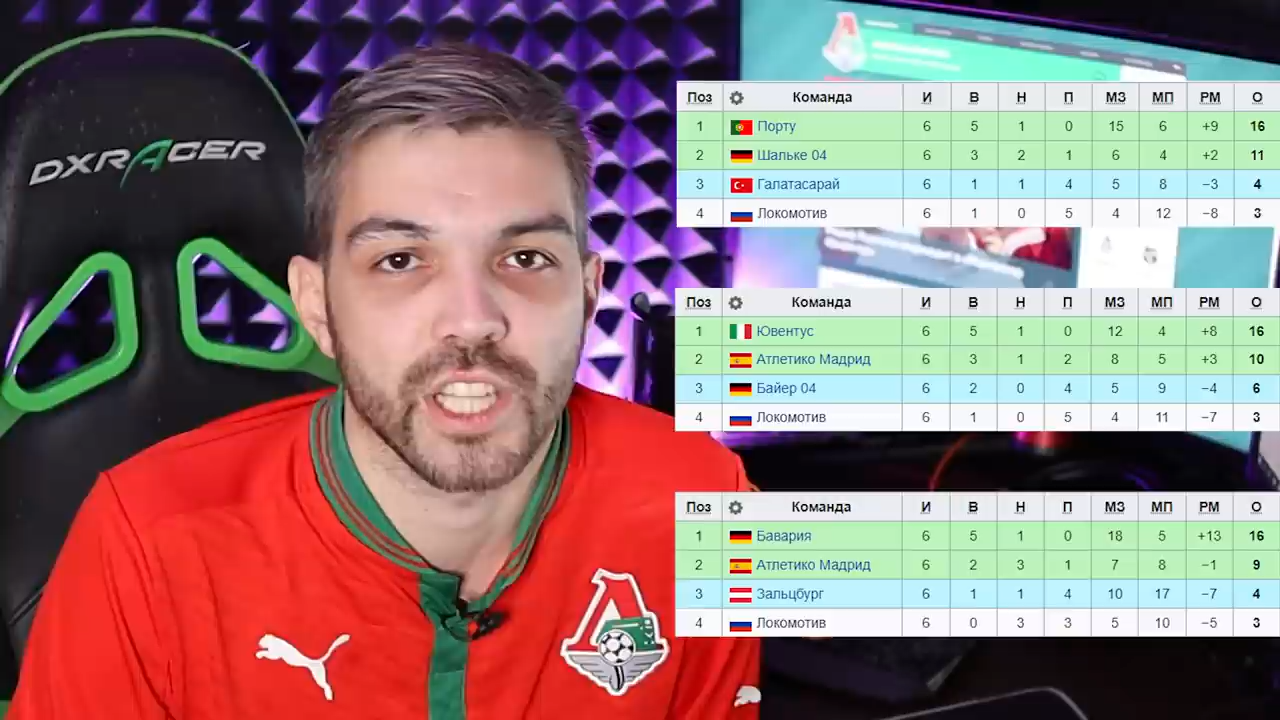 DXRACER
Поз Команда И В Н П МЗ МП РМ О
1 Порту 6 5 1 0 15 6 +9 16
2 Шальке 04 6 3 2 1 6 4 +2 11
3 Галатасарай 6 1 1 4 5 8 −3 4
4 Локомотив 6 1 0 5 4 12 −8 3
Поз Команда И В Н П МЗ МП РМ О
1 Ювентус 6 5 1 0 12 4 +8 16
2 Атлетико Мадрид 6 3 1 2 8 5 +3 10
3 Байер 04 6 2 0 4 5 9 −4 6
4 Локомотив 6 1 0 5 4 11 −7 3
Поз Команда И В Н П МЗ МП РМ О
1 Бавария 6 5 1 0 18 5 +13 16
2 Атлетико Мадрид 6 2 3 1 7 8 −1 9
3 Зальцбург 6 1 1 4 10 17 −7 4
4 Локомотив 6 0 3 3 5 10 −5 3